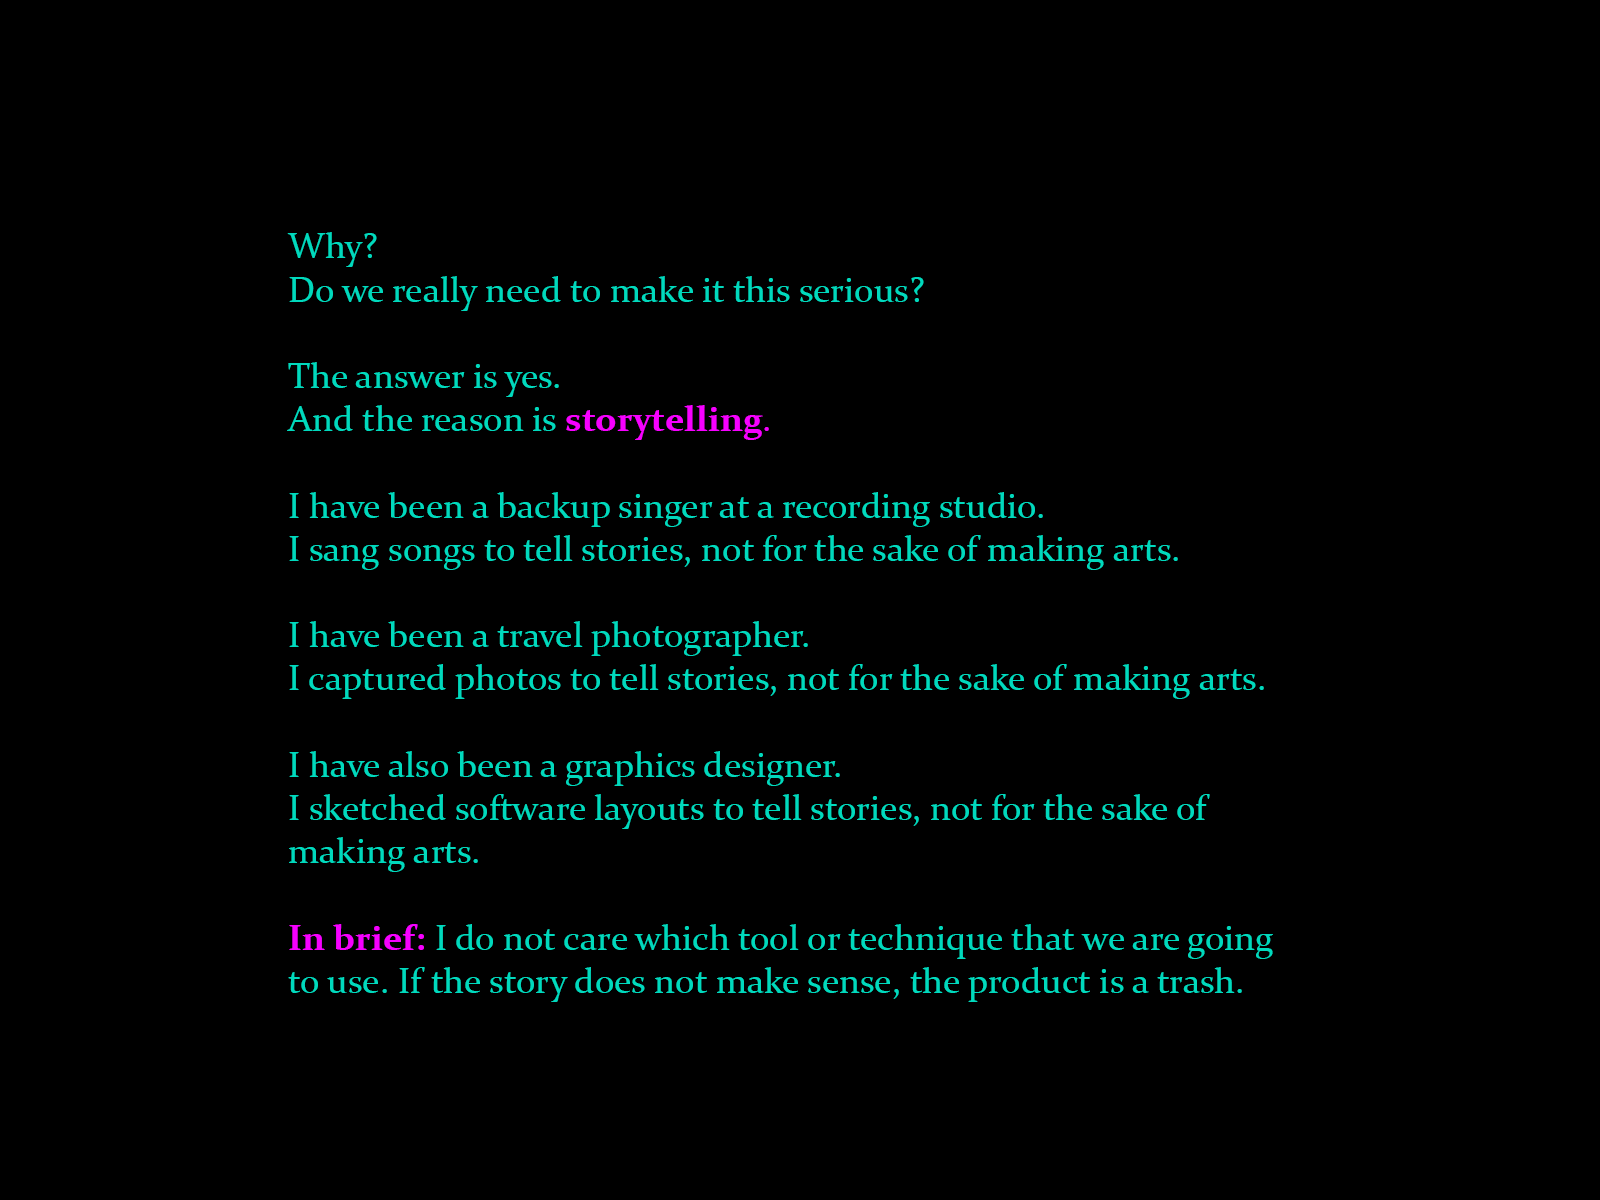 Why?
Do we really need to make it this serious?
The answer is yes.
And the reason is storytelling.
I have been a backup singer at a recording studio.
I sang songs to tell stories, not for the sake of making arts.
I have been a travel photographer.
I captured photos to tell stories, not for the sake of making arts.
I have also been a graphics designer.
I sketched software layouts to tell stories, not for the sake of
making arts.
In brief: I do not care which tool or technique that we are going
to use. If the story does not make sense, the product is a trash.